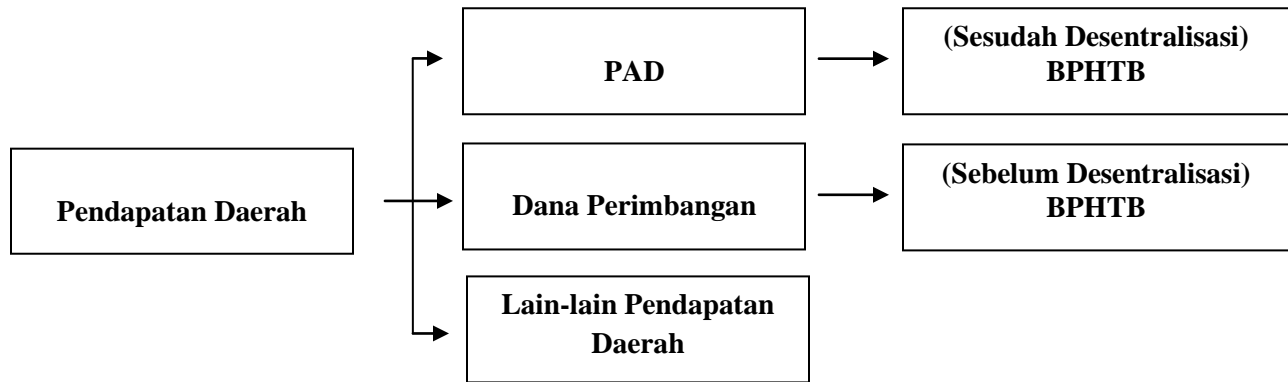 PAD
(Sesudah Desentralisasi)
BPHTB
Pendapatan Daerah
Dana Perimbangan
(Sebelum Desentralisasi)
BPHTB
Lain-lain Pendapatan
Daerah